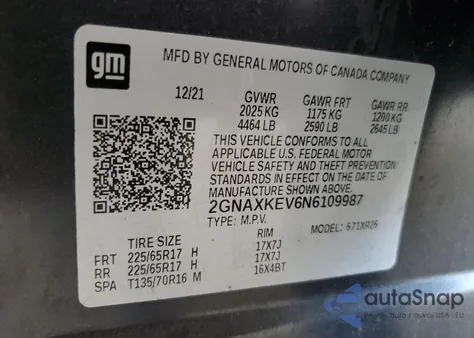 gm
MFD BY GENERAL MOTORS OF CANADA COMPANY
12/21 GVWR GAWR FRT GAWR RR
2025 KG 1175 KG 1200 KG
4464 LB 2590 LB 2645 LB
THIS VEHICLE CONFORMS TO ALL
APPLICABLE U.S. FEDERAL MOTOR
VEHICLE SAFETY AND THEFT PREVENTION
STANDARDS IN EFFECT ON THE DATE OF
MANUFACTURE SHOWN ABOVE.
2GNAXKEV6N6109987
TYPE: M.P.V. MODEL: 671XR26
TIRE SIZE RIM
FRT 225/65R17 H 17X7J
RR 225/65R17 H 17X7J
SPA T135/70R16 M 16X4BT
autoSnap